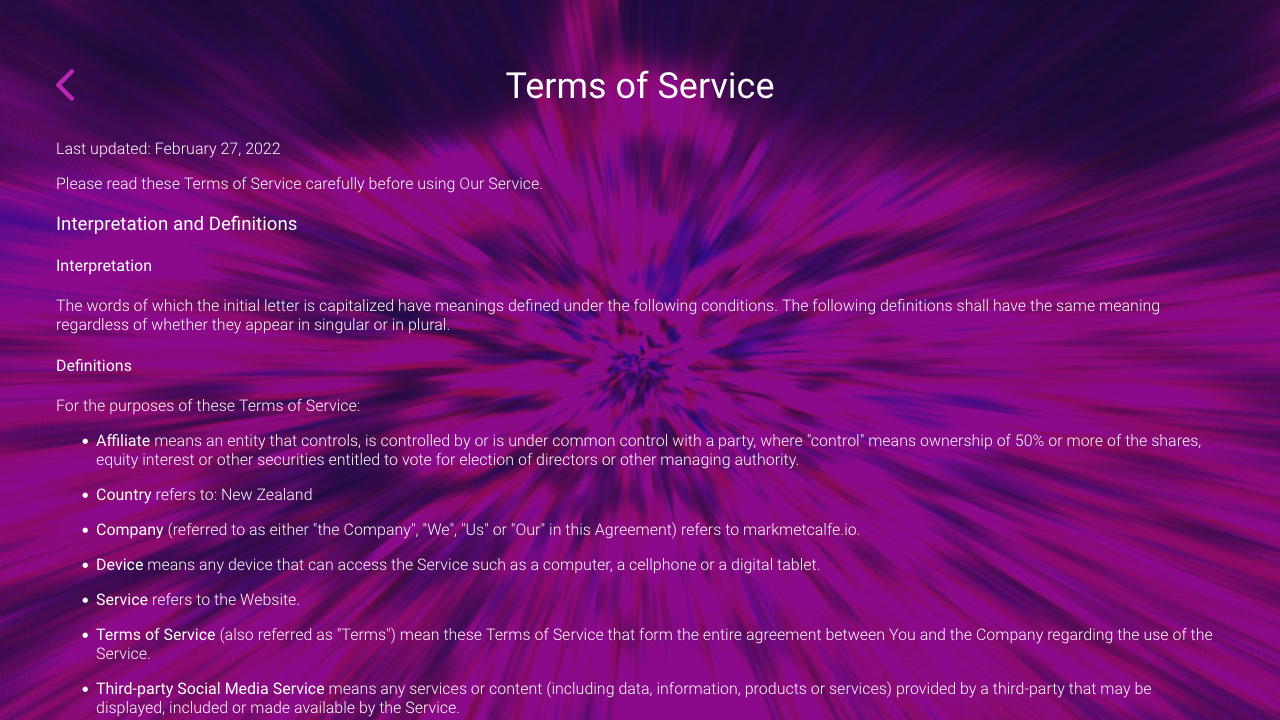 Terms of Service
Last updated: February 27, 2022
Please read these Terms of Service carefully before using Our Service.
Interpretation and Definitions
Interpretation
The words of which the initial letter is capitalized have meanings defined under the following conditions. The following definitions shall have the same meaning
regardless of whether they appear in singular or in plural.
Definitions
For the purposes of these Terms of Service:
• Affiliate means an entity that controls, is controlled by or is under common control with a party, where "control" means ownership of 50% or more of the shares,
equity interest or other securities entitled to vote for election of directors or other managing authority.
• Country refers to: New Zealand
• Company (referred to as either "the Company", "We", "Us" or "Our" in this Agreement) refers to markmetcalfe.io.
• Device means any device that can access the Service such as a computer, a cellphone or a digital tablet.
• Service refers to the Website.
• Terms of Service (also referred as "Terms") mean these Terms of Service that form the entire agreement between You and the Company regarding the use of the
Service.
• Third-party Social Media Service means any services or content (including data, information, products or services) provided by a third-party that may be
displayed, included or made available by the Service.